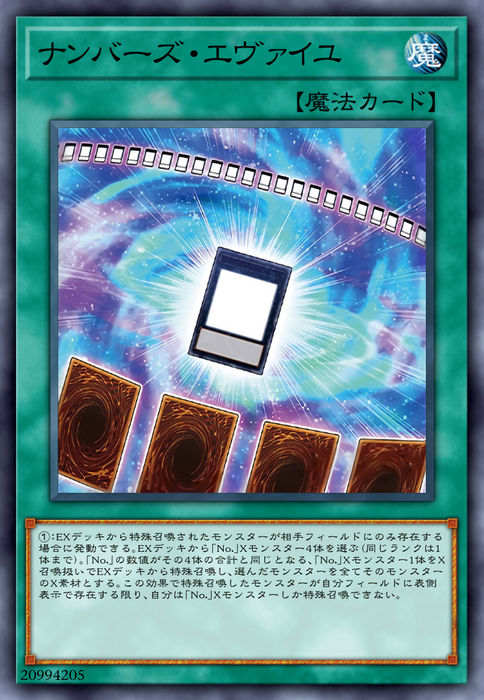 ナンバーズ・エヴァイユ
魔
【魔法カード】
①：EXデッキから特殊召喚されたモンスターが相手フィールドにのみ存在する
場合に発動できる。EXデッキから「No.」Xモンスター4体を選ぶ（同じランクは1
体まで）。「No.」の数値がその4体の合計と同じとなる、「No.」Xモンスター1体をX
召喚扱いでEXデッキから特殊召喚し、選んだモンスターを全てそのモンスター
のX素材とする。この効果で特殊召喚したモンスターが自分フィールドに表側
表示で存在する限り、自分は「No.」Xモンスターしか特殊召喚できない。
20994205